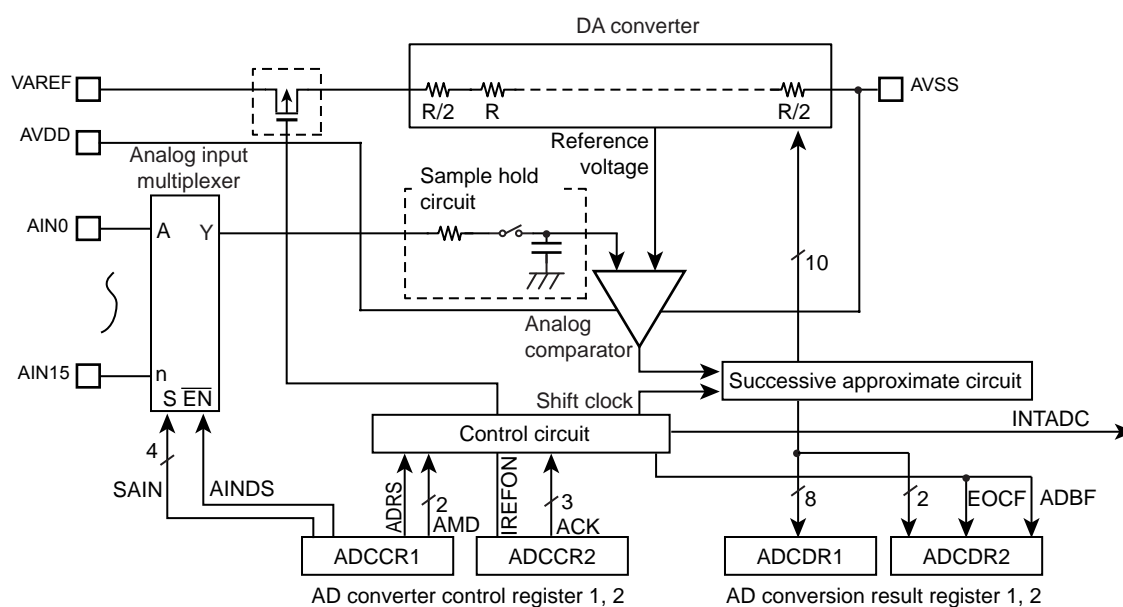 DA converter
VAREF
R/2
R
R/2
AVSS
AVDD
Analog input
multiplexer
Reference
voltage
Sample hold
circuit
AIN0
A
Y
10
Analog
comparator
AIN15
n
S EN
Successive approximate circuit
Shift clock
Control circuit
INTADC
4
SAIN
AINDS
ADRS
2
AMD
IREFON
3
ACK
8
2
EOCF
ADBF
ADCCR1
ADCCR2
ADCDR1
ADCDR2
AD converter control register 1, 2
AD conversion result register 1, 2